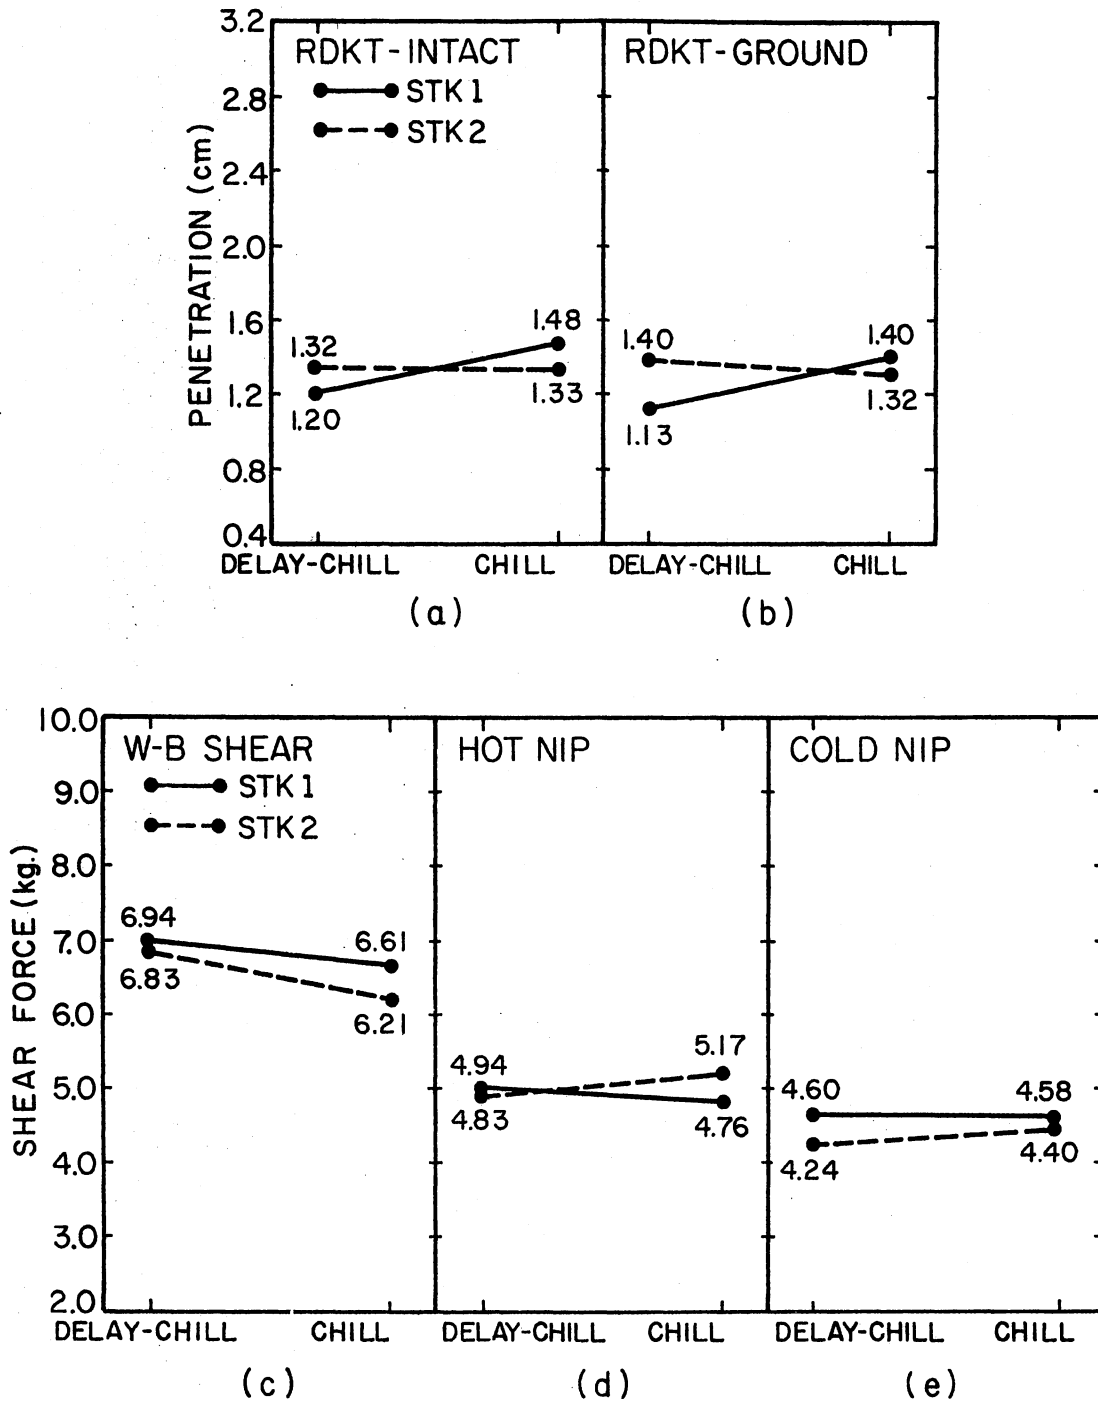 3.2
2.8
2.4
2.0
1.6
1.2
0.8
0.4
PENETRATION (cm)
RDKT-INTACT
STK 1
STK 2
1.32
1.20
1.48
1.33
DELAY-CHILL CHILL
(a)
RDKT-GROUND
1.40
1.13
1.40
1.32
DELAY-CHILL CHILL
(b)
10.0
9.0
8.0
7.0
6.0
5.0
4.0
3.0
2.0
SHEAR FORCE (kg.)
W-B SHEAR
STK 1
STK 2
6.94
6.83
6.61
6.21
DELAY-CHILL CHILL
(c)
HOT NIP
4.94
4.83
5.17
4.76
DELAY-CHILL CHILL
(d)
COLD NIP
4.60
4.24
4.58
4.40
DELAY-CHILL CHILL
(e)